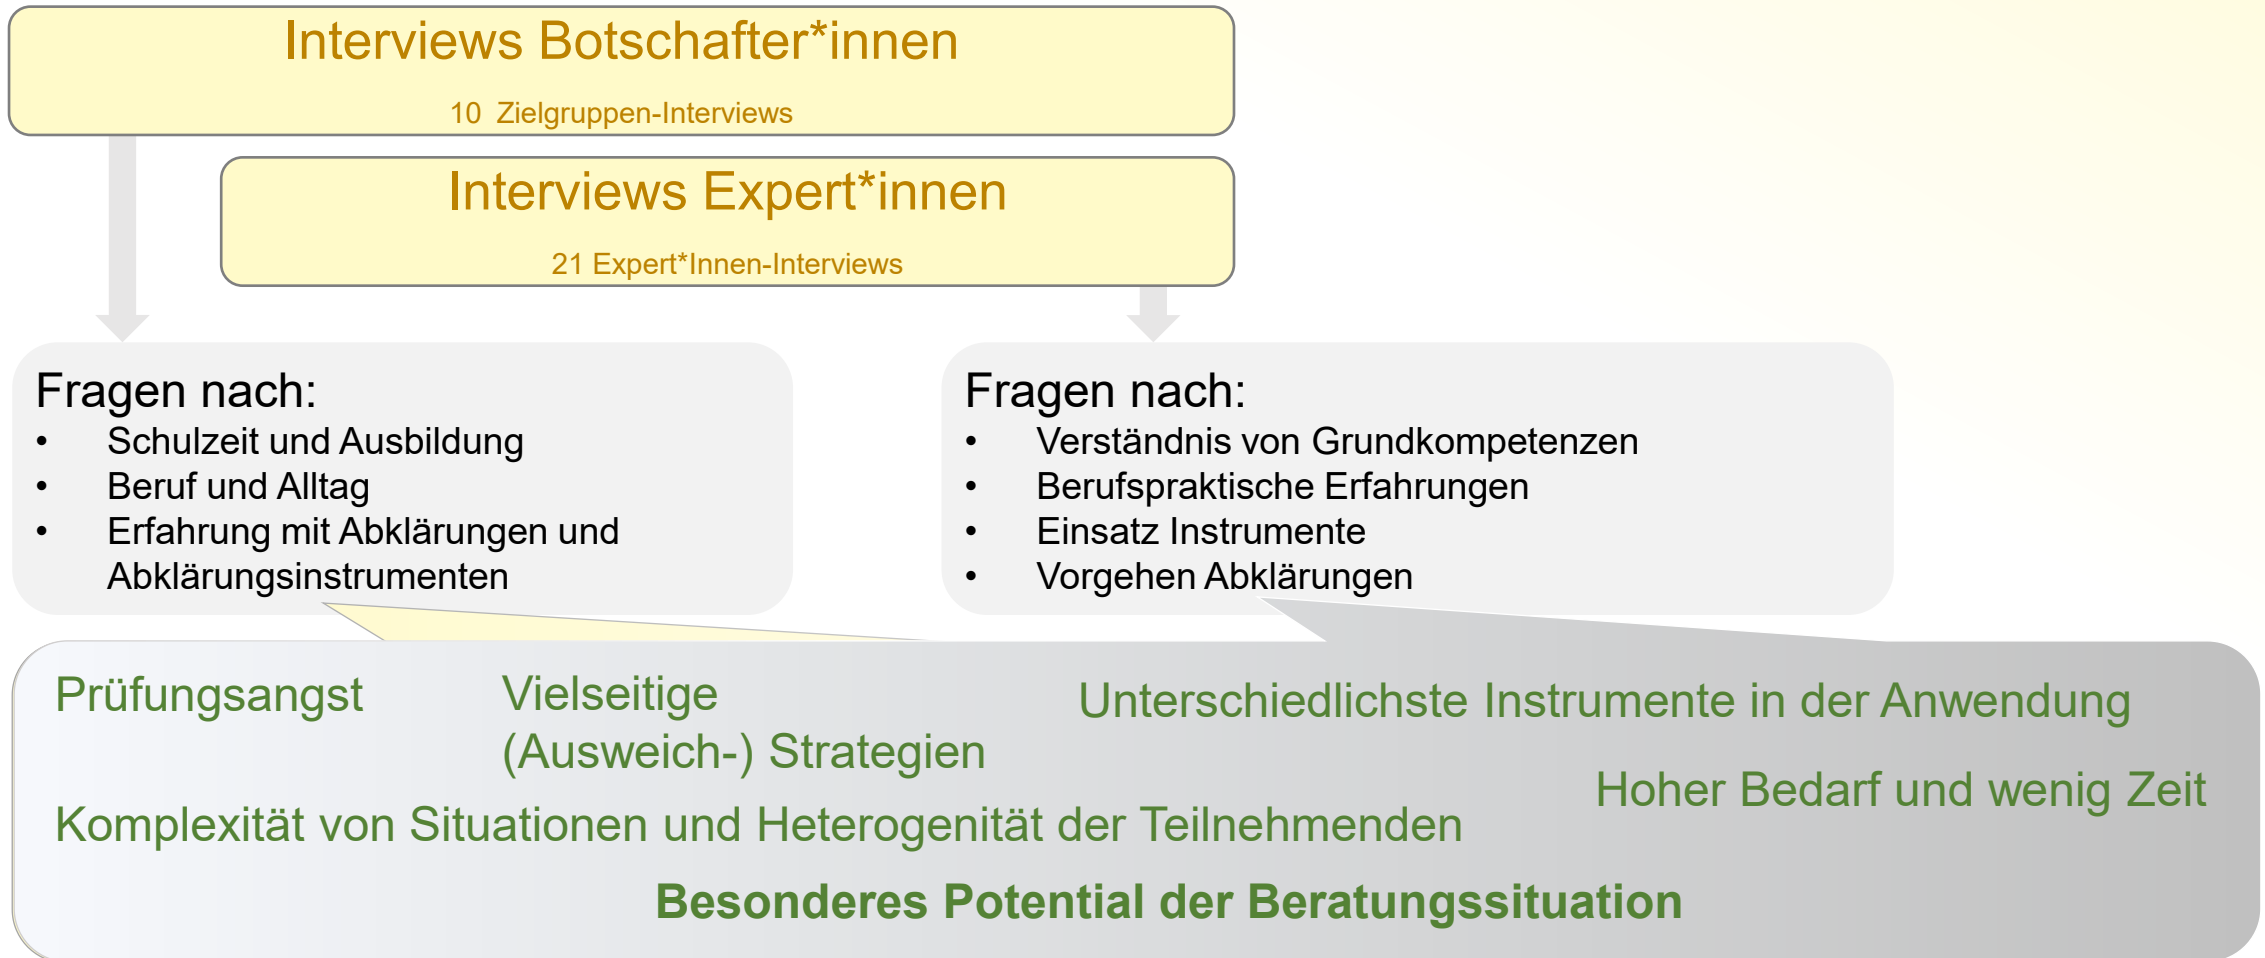 Interviews Botschafter*innen
10 Zielgruppen-Interviews
Interviews Expert*innen
21 Expert*Innen-Interviews
Fragen nach:
• Schulzeit und Ausbildung
• Beruf und Alltag
• Erfahrung mit Abklärungen und
Abklärungsinstrumenten
Fragen nach:
• Verständnis von Grundkompetenzen
• Berufspraktische Erfahrungen
• Einsatz Instrumente
• Vorgehen Abklärungen
Prüfungsangst
Vielseitige
(Ausweich-) Strategien
Unterschiedlichste Instrumente in der Anwendung
Hoher Bedarf und wenig Zeit
Komplexität von Situationen und Heterogenität der Teilnehmenden
Besonderes Potential der Beratungssituation